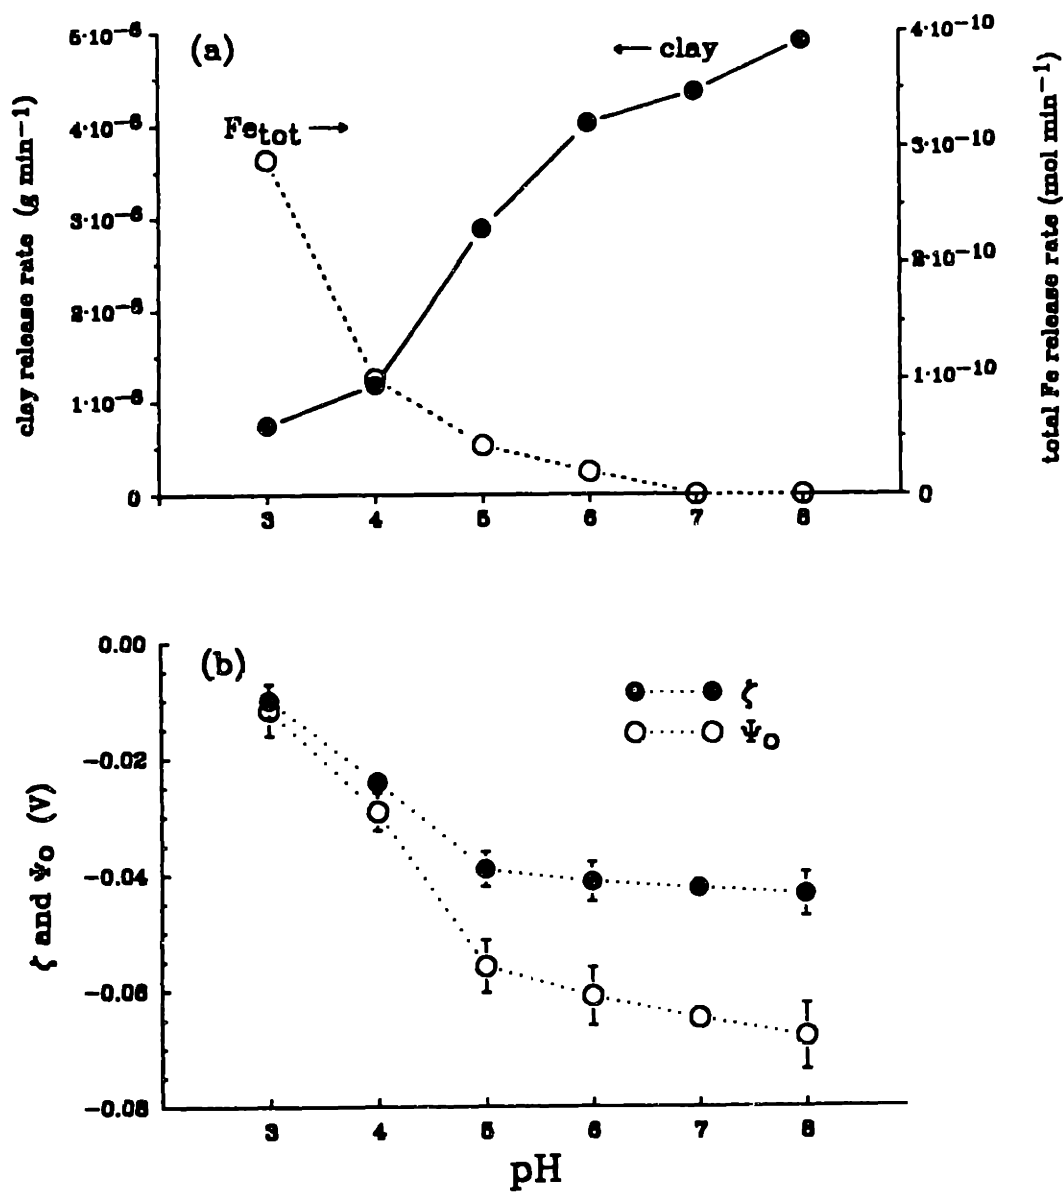 (a)
← clay
Fetot →
clay release rate (g min−1)
5·10−6
4·10−6
3·10−6
2·10−6
1·10−6
0
total Fe release rate (mol min−1)
4·10−10
3·10−10
2·10−10
1·10−10
0
3 4 5 6 7 8
(b)
ζ
Ψo
ζ and Ψo (V)
0.00
−0.02
−0.04
−0.06
−0.08
3 4 5 6 7 8
pH